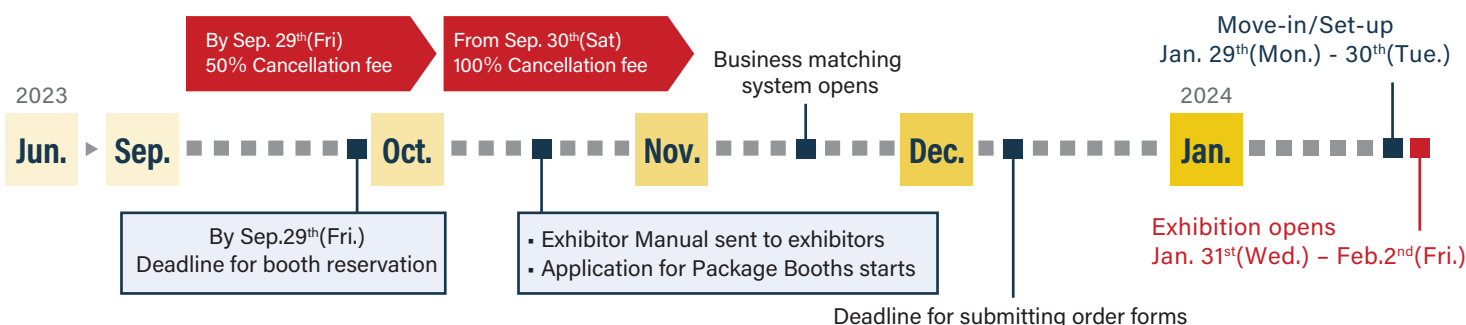 By Sep. 29th(Fri)
50% Cancellation fee
From Sep. 30th(Sat)
100% Cancellation fee
Business matching
system opens
Move-in/Set-up
Jan. 29th(Mon.) - 30th(Tue.)
2023
2024
Jun.
Sep.
Oct.
Nov.
Dec.
Jan.
By Sep.29th(Fri.)
Deadline for booth reservation
▪ Exhibitor Manual sent to exhibitors
▪ Application for Package Booths starts
Exhibition opens
Jan. 31st(Wed.) – Feb.2nd(Fri.)
Deadline for submitting order forms